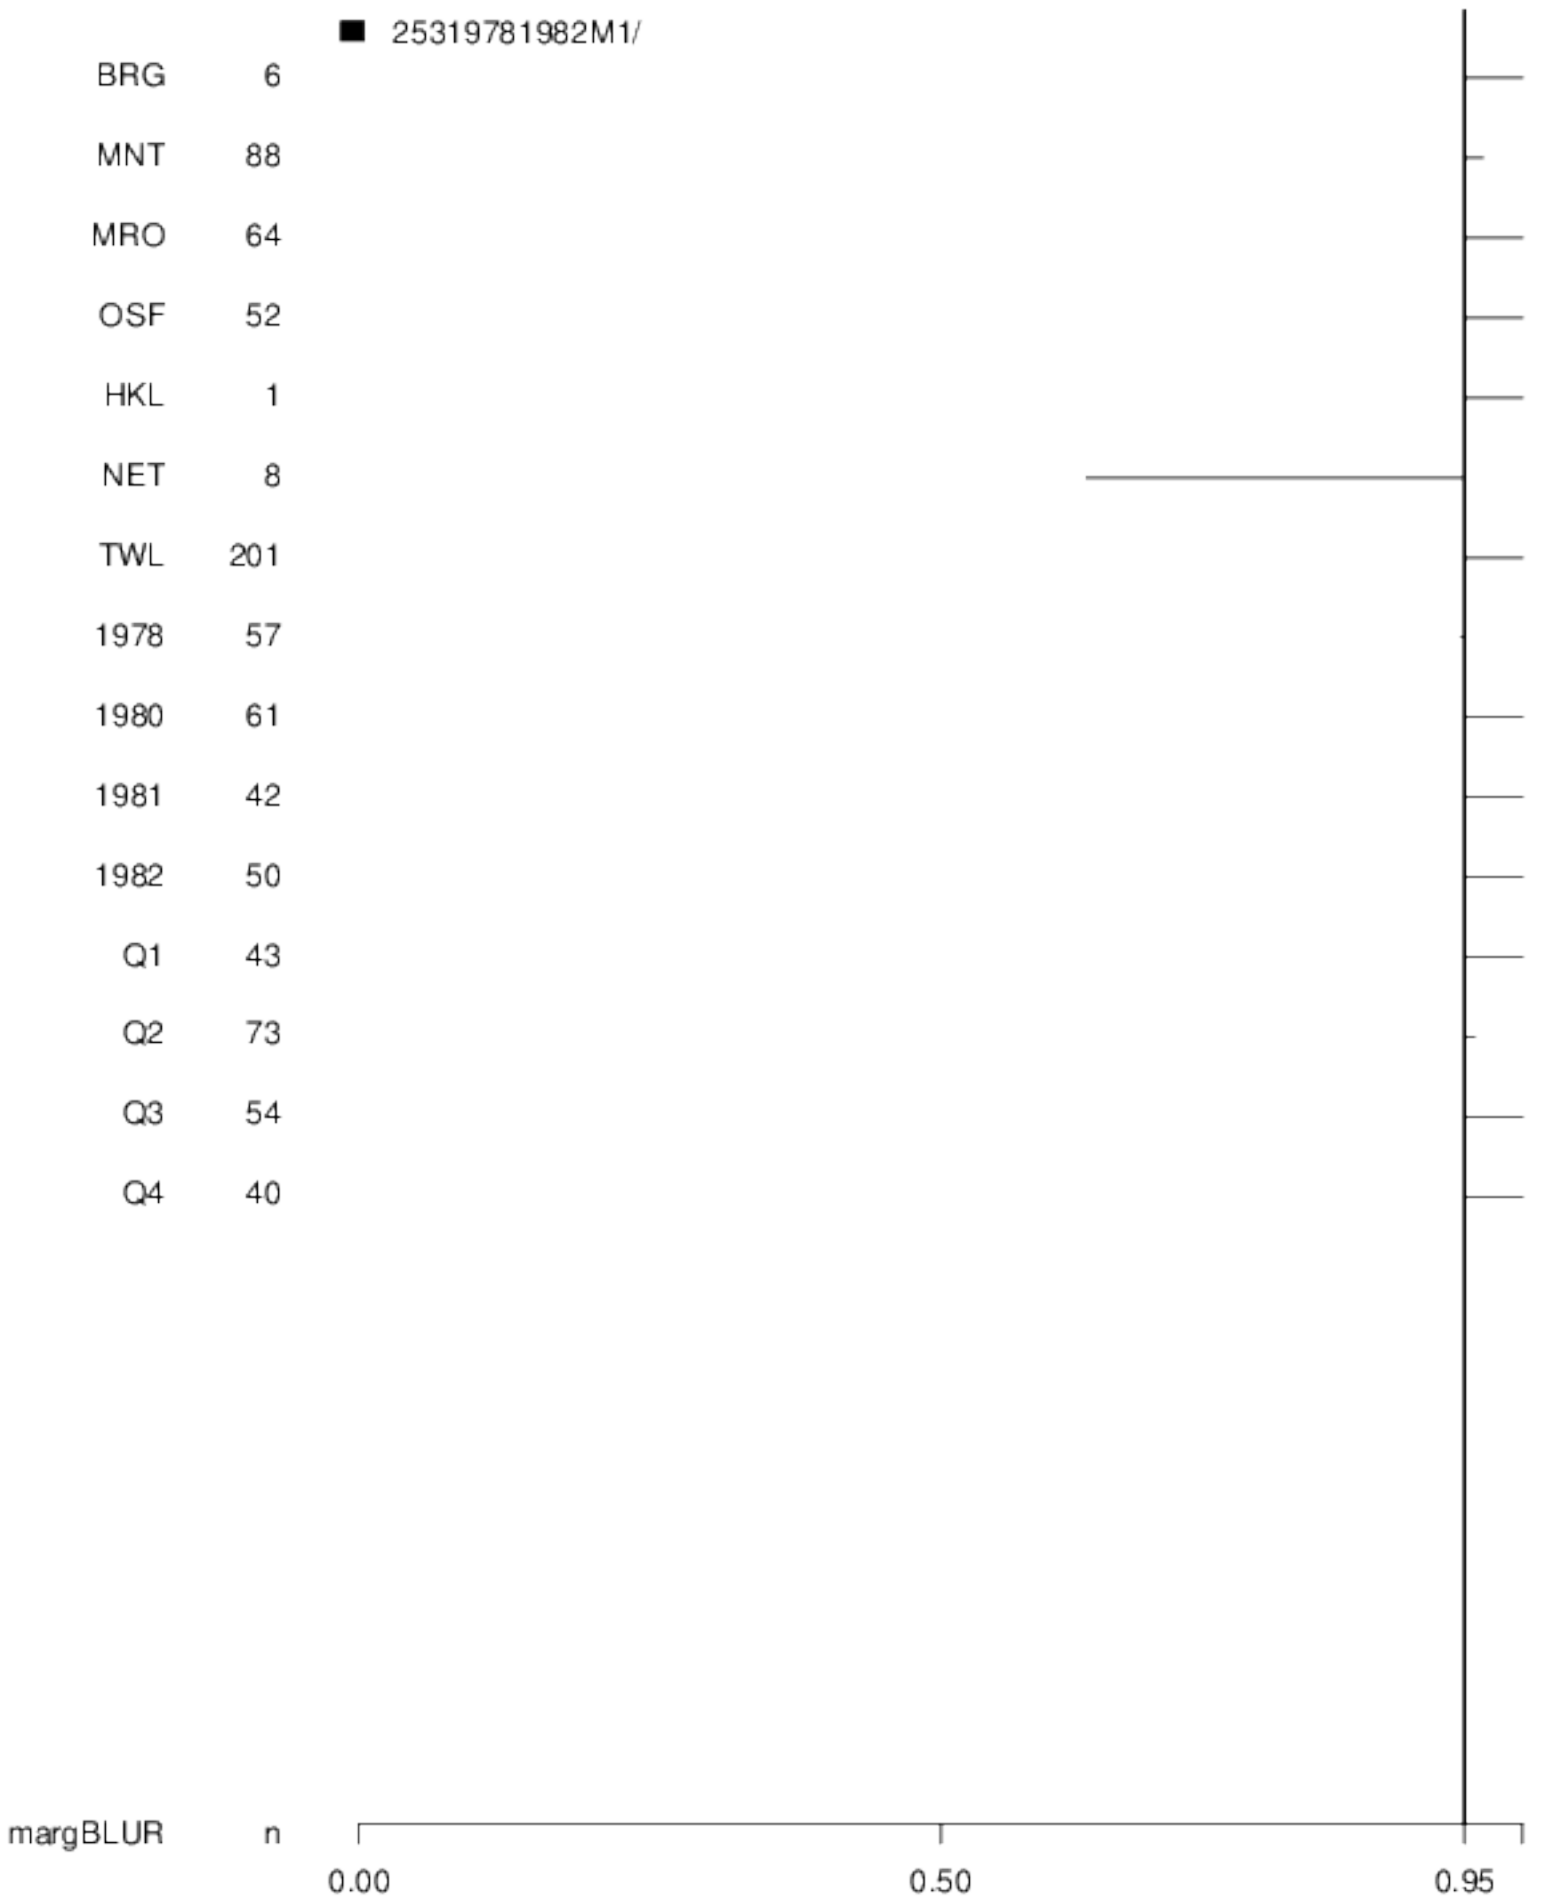 25319781982M1/
BRG 6
MNT 88
MRO 64
OSF 52
HKL 1
NET 8
TWL 201
1978 57
1980 61
1981 42
1982 50
Q1 43
Q2 73
Q3 54
Q4 40
margBLUR n
0.00 0.50 0.95